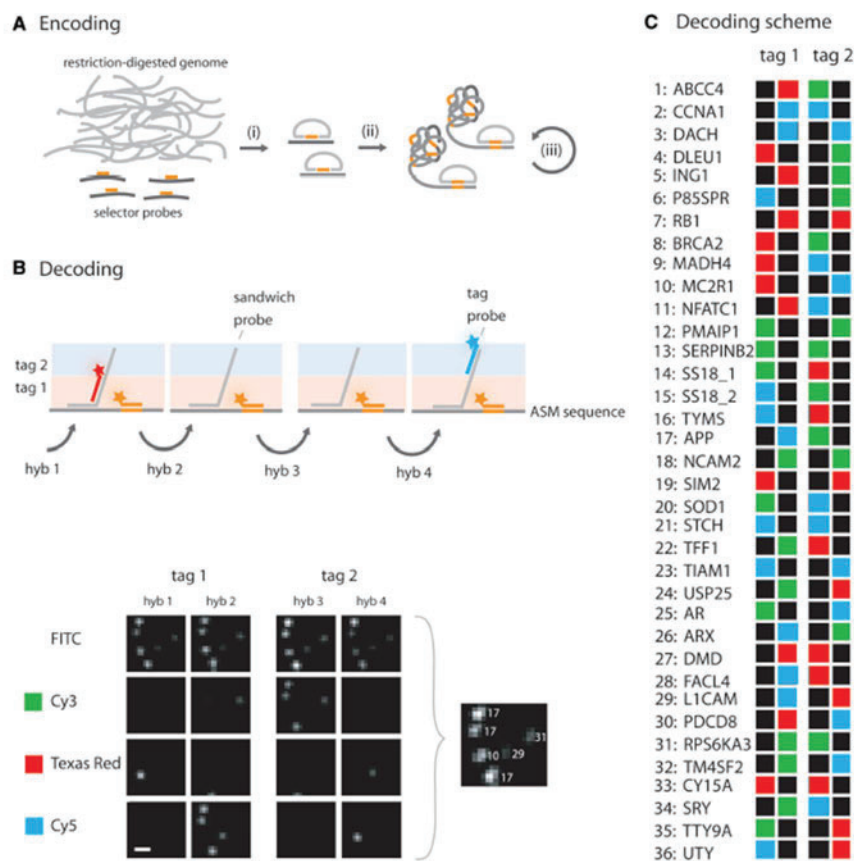 A Encoding
restriction-digested genome
(i)
(ii)
(iii)
selector probes
B Decoding
sandwich
probe
tag
probe
tag 2
tag 1
ASM sequence
hyb 1
hyb 2
hyb 3
hyb 4
tag 1
tag 2
hyb 1
hyb 2
hyb 3
hyb 4
FITC
Cy3
Texas Red
Cy5
17
17
31
10
29
17
C Decoding scheme
tag 1 tag 2
1: ABCC4
2: CCNA1
3: DACH
4: DLEU1
5: ING1
6: P85SPR
7: RB1
8: BRCA2
9: MADH4
10: MC2R1
11: NFATC1
12: PMAIP1
13: SERPINB2
14: SS18_1
15: SS18_2
16: TYMS
17: APP
18: NCAM2
19: SIM2
20: SOD1
21: STCH
22: TFF1
23: TIAM1
24: USP25
25: AR
26: ARX
27: DMD
28: FACL4
29: L1CAM
30: PDCD8
31: RPS6KA3
32: TM4SF2
33: CY15A
34: SRY
35: TTY9A
36: UTY